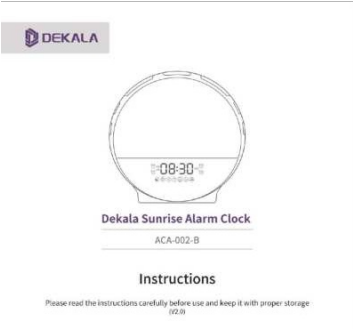 DEKALA
08:30
Dekala Sunrise Alarm Clock
ACA-002-B
Instructions
Please read the instructions carefully before use and keep it with proper storage
(V2.0)